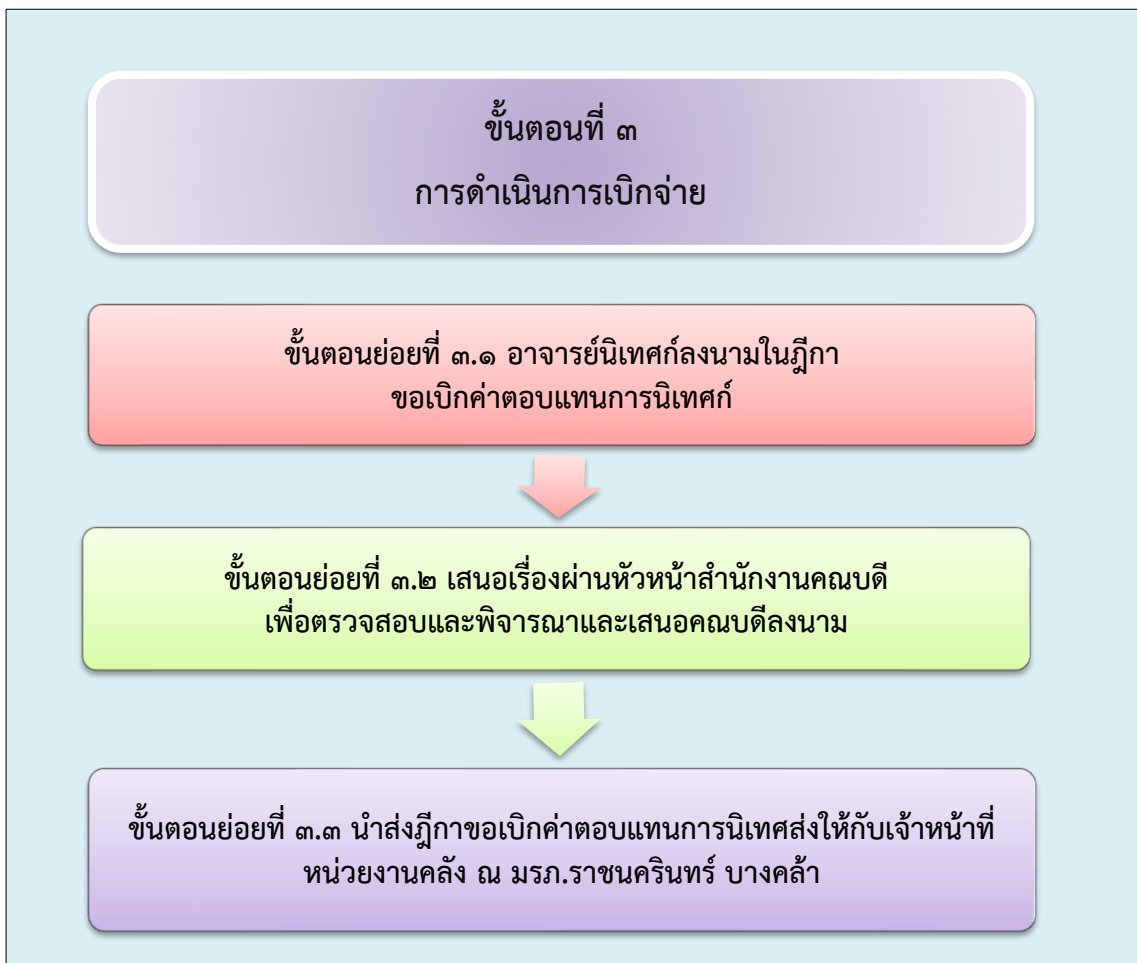 ขั้นตอนที่ ๓
การดำเนินการเบิกจ่าย
ขั้นตอนย่อยที่ ๓.๑ อาจารย์นิเทศก์ลงนามในฎีกา
ขอเบิกค่าตอบแทนการนิเทศก์
ขั้นตอนย่อยที่ ๓.๒ เสนอเรื่องผ่านหัวหน้าสำนักงานคณบดี
เพื่อตรวจสอบและพิจารณาและเสนอคณบดีลงนาม
ขั้นตอนย่อยที่ ๓.๓ นำส่งฎีกาขอเบิกค่าตอบแทนการนิเทศส่งให้กับเจ้าหน้าที่
หน่วยงานคลัง ณ มรภ.ราชนครินทร์ บางคล้า